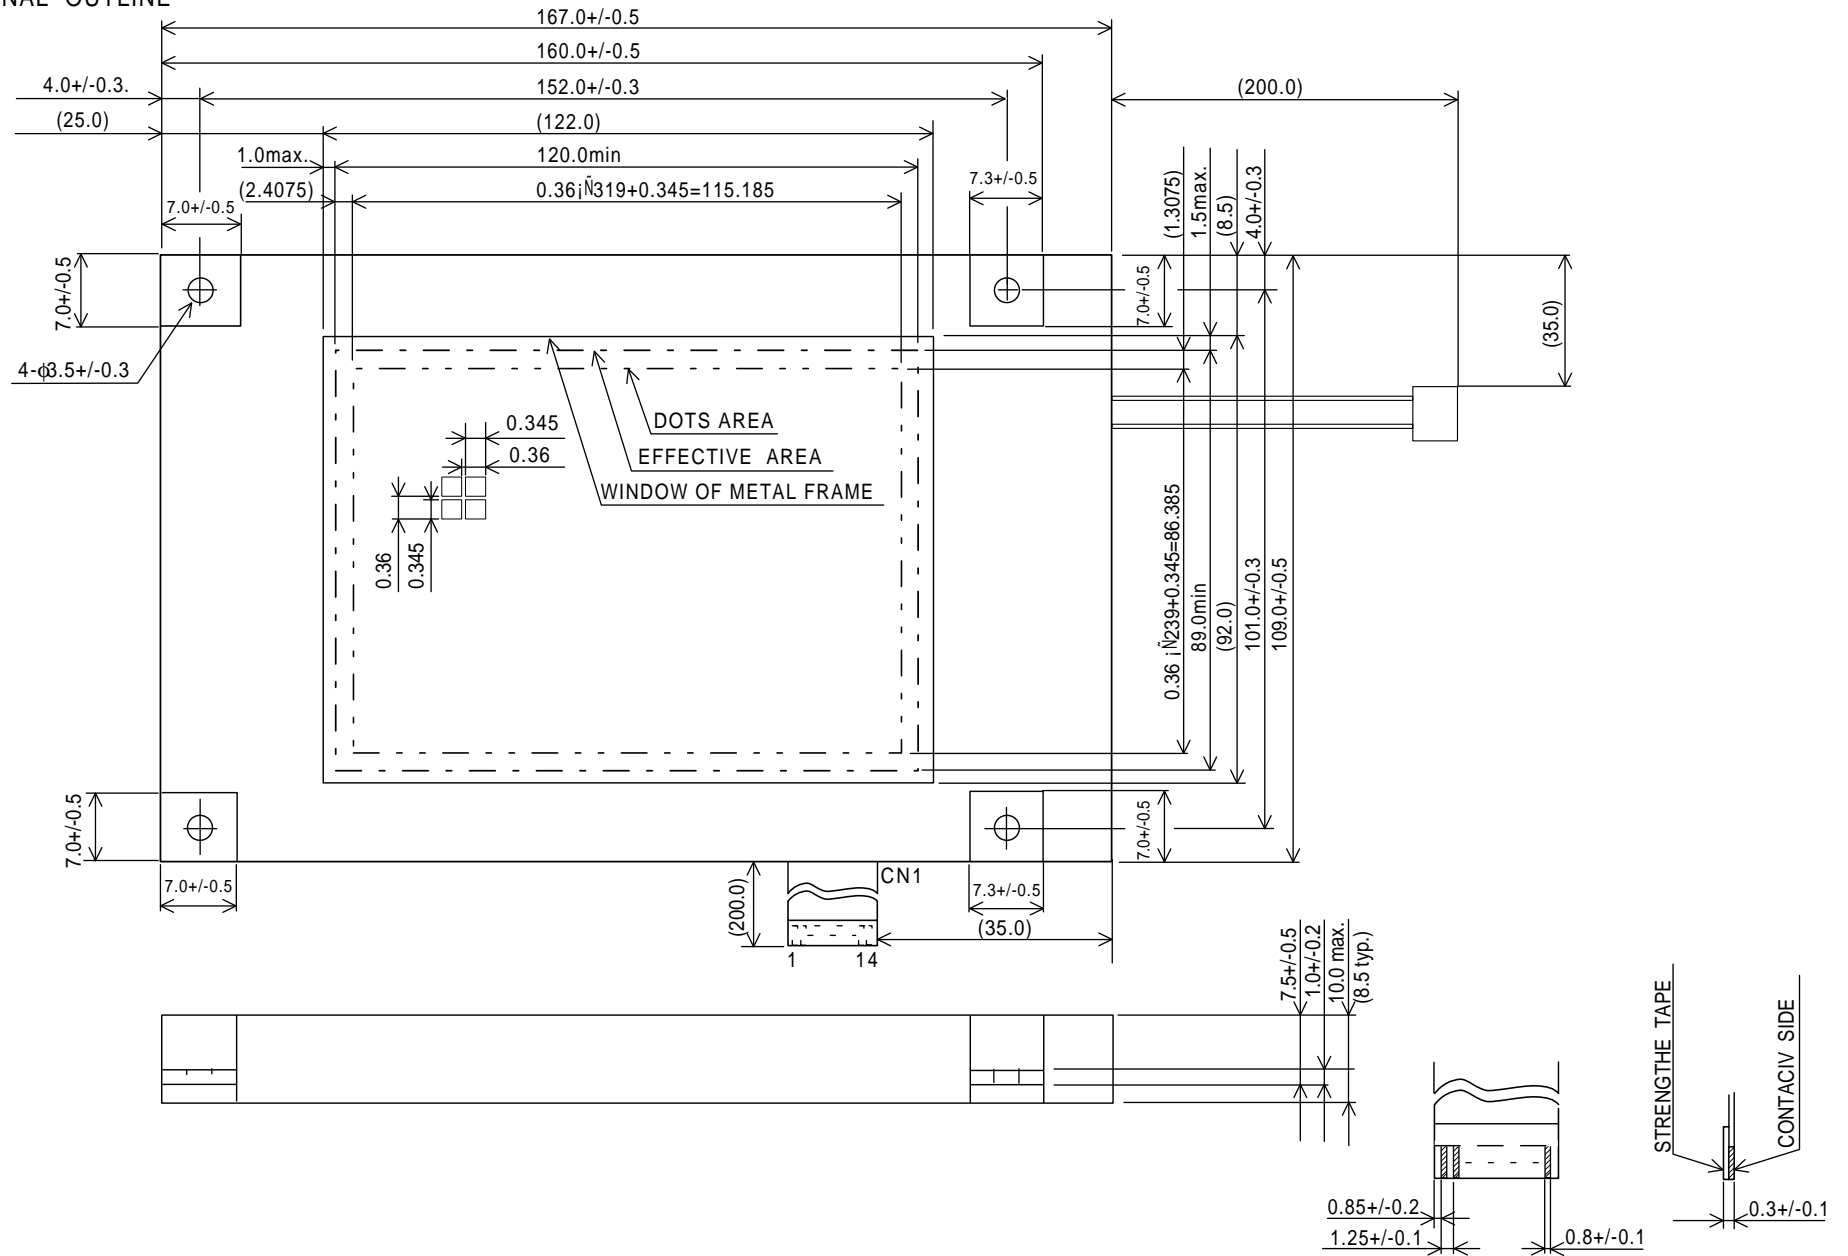 NAL OUTLINE
167.0+/-0.5
160.0+/-0.5
4.0+/-0.3.
152.0+/-0.3
(200.0)
(25.0)
(122.0)
1.0max.
120.0min
(2.4075)
0.36¡Ñ319+0.345=115.185
7.3+/-0.5
7.0+/-0.5
(1.3075)
1.5max.
(8.5)
4.0+/-0.3
7.0+/-0.5
7.0+/-0.5
(35.0)
4-ϕ3.5+/-0.3
DOTS AREA
0.345
EFFECTIVE AREA
0.36
WINDOW OF METAL FRAME
0.36
0.345
0.36 ¡Ñ239+0.345=86.385
89.0min
(92.0)
101.0+/-0.3
109.0+/-0.5
7.0+/-0.5
7.0+/-0.5
7.0+/-0.5
(200.0)
CN1
7.3+/-0.5
(35.0)
1 14
7.5+/-0.5
1.0+/-0.2
10.0 max.
(8.5 typ.)
STRENGTHE TAPE
CONTACIV SIDE
0.85+/-0.2
1.25+/-0.1
0.8+/-0.1
0.3+/-0.1